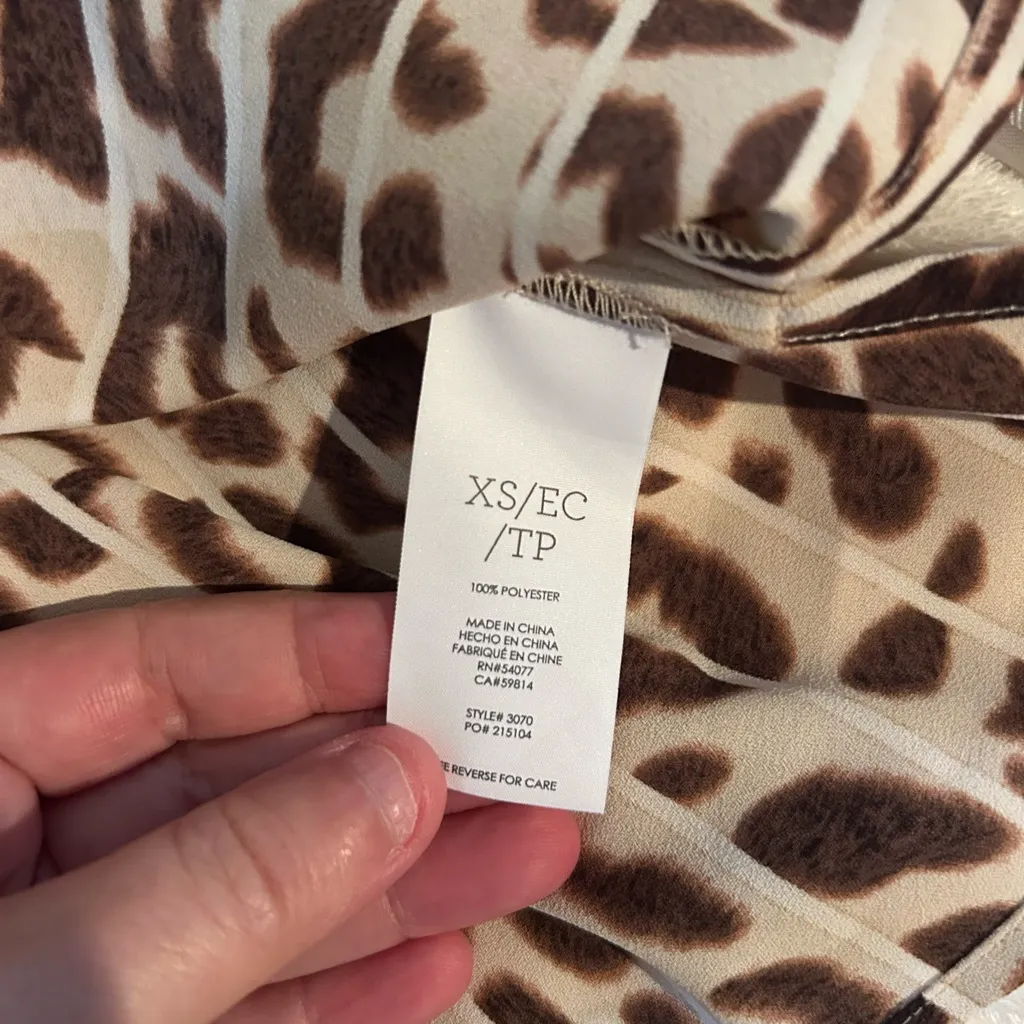 XS/EC
/TP
100% POLYESTER
MADE IN CHINA
HECHO EN CHINA
FABRIQUÉ EN CHINE
RN#54077
CA#59814
STYLE# 3070
PO# 215104
REVERSE FOR CARE